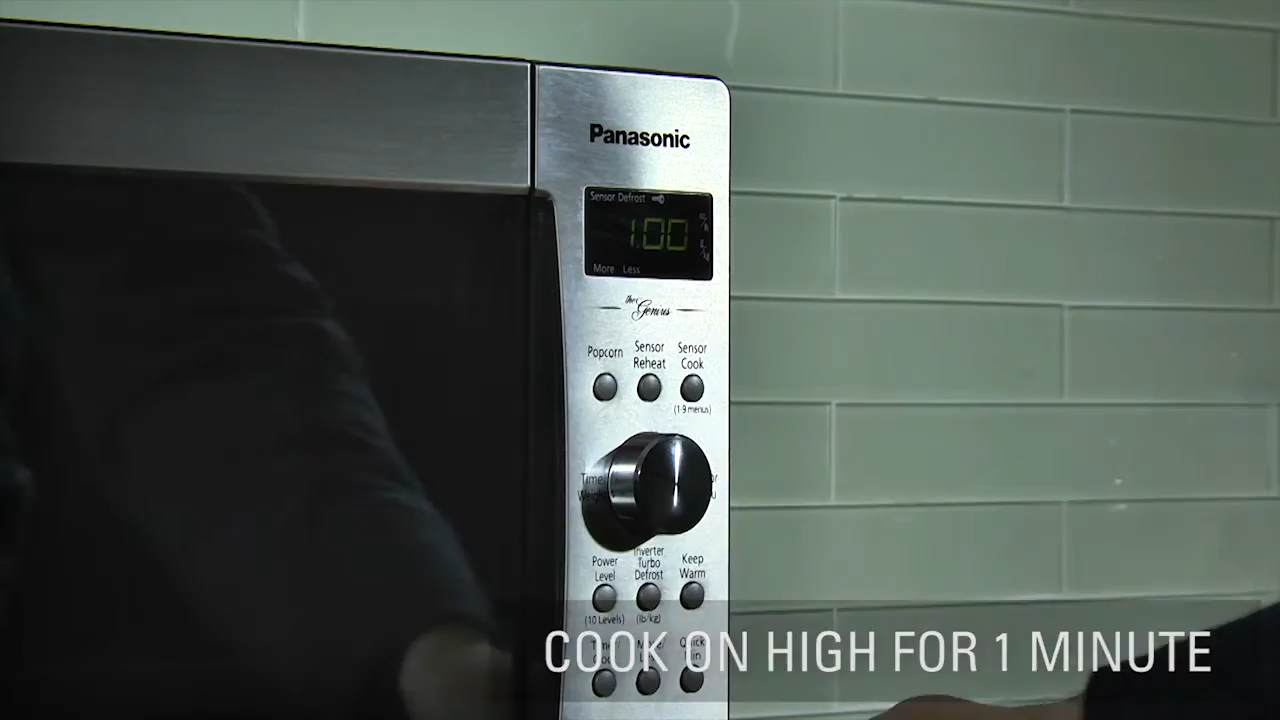 Panasonic
Sensor Defrost
1:00
More Less
the Genius
Popcorn
Sensor Reheat
Sensor Cook
(1-9 menus)
Time
Power Level
(10 Levels)
Inverter Turbo Defrost
(lb/kg)
Keep Warm
COOK ON HIGH FOR 1 MINUTE